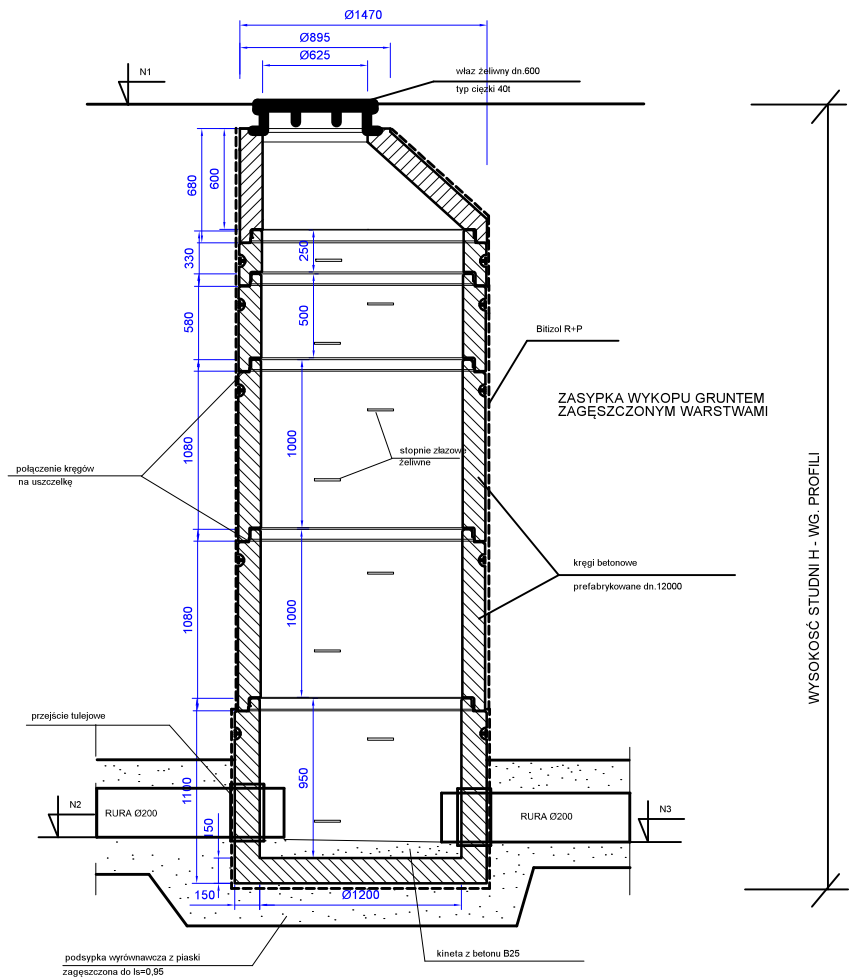 Ø1470
Ø895
Ø625
N1
właz żeliwny dn.600
typ ciężki 40t
680
600
330
250
580
500
Bitizol R+P
ZASYPKA WYKOPU GRUNTEM
ZAGĘSZCZONYM WARSTWAMI
1080
1000
stopnie złazowe
żeliwne
połączenie kręgów
na uszczelkę
WYSOKOŚĆ STUDNI H - WG. PROFILI
kręgi betonowe
prefabrykowane dn.12000
1080
1000
przejście tulejowe
1100
950
N2
RURA Ø200
150
RURA Ø200
N3
150
Ø1200
podsypka wyrównawcza z piaski
zagęszczona do Is=0,95
kineta z betonu B25